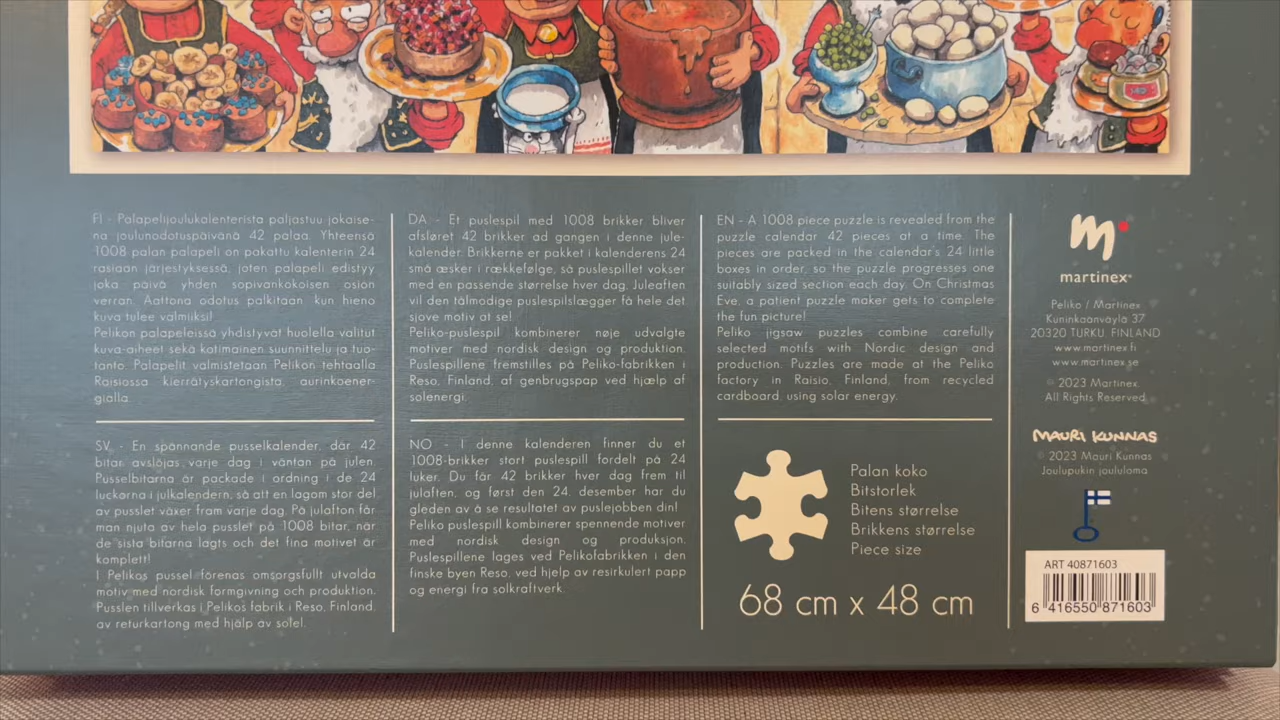 FI - Palapelijoulukalenterista paljastuu jokaise-
na joulunodotuspäivänä 42 palaa. Yhteensä
1008 palan palapeli on pakattu kalenterin 24
rasiaan järjestyksessä, joten palapeli edistyy
joka päivä yhden sopivankokoisen osion
verran. Aattona odotus palkitaan, kun hieno
kuva tulee valmiiksi!
Pelikon palapeleissä yhdistyvät huolella valitut
kuva-aiheet sekä kotimainen suunnittelu ja tuo-
tanto. Palapelit valmistetaan Pelikon tehtaalla
Raisiossa kierrätyskartongista, aurinkoener-
gialla.
DA - Et puslespil med 1008 brikker bliver
afsløret 42 brikker ad gangen i denne jule-
kalender. Brikkerne er pakket i kalenderens 24
små æsker i rækkefølge, så puslespillet vokser
med en passende størrelse hver dag. Juleaften
vil den tålmodige puslespilslægger få hele det
sjove motiv at se!
Peliko-puslespil kombinerer nøje udvalgte
motiver med nordisk design og produktion.
Puslespillene fremstilles på Peliko-fabrikken i
Reso, Finland, af genbrugspap ved hjælp af
solenergi.
EN - A 1008 piece puzzle is revealed from the
puzzle calendar 42 pieces at a time. The
pieces are packed in the calendar's 24 little
boxes in order, so the puzzle progresses one
suitably sized section each day. On Christmas
Eve, a patient puzzle maker gets to complete
the fun picture!
Peliko jigsaw puzzles combine carefully
selected motifs with Nordic design and
production. Puzzles are made at the Peliko
factory in Raisio, Finland, from recycled
cardboard, using solar energy.
SV - En spännande pusselkalender, där 42
bitar avslöjas varje dag i väntan på julen.
Pusselbitarna är packade i ordning i de 24
luckorna i julkalendern, så att en lagom stor del
av pusslet växer fram varje dag. På julafton får
man njuta av hela pusslet på 1008 bitar, när
de sista bitarna lagts och det fina motivet är
komplett!
I Pelikos pussel förenas omsorgsfullt utvalda
motiv med nordisk formgivning och produktion.
Pusslen tillverkas i Pelikos fabrik i Reso, Finland,
av returkartong med hjälp av solel.
NO - I denne kalenderen finner du et
1008-brikker stort puslespill fordelt på 24
luker. Du får 42 brikker hver dag frem til
julaften, og først den 24. desember har du
gleden av å se resultatet av puslejobben din!
Peliko puslespill kombinerer spennende motiver
med nordisk design og produksjon.
Puslespillene lages ved Pelikofabrikken i den
finske byen Reso, ved hjelp av resirkulert papp
og energi fra solkraftverk.
Palan koko
Bitstorlek
Bitens størrelse
Brikkens størrelse
Piece size
68 cm x 48 cm
m
martinex®
Peliko / Martinex
Kuninkaanväylä 37
20320 TURKU, FINLAND
www.martinex.fi
www.martinex.se
© 2023 Martinex
All Rights Reserved
MAURI KUNNAS
© 2023 Mauri Kunnas
Joulupukin joululoma
ART 40871603
6 416550 871603